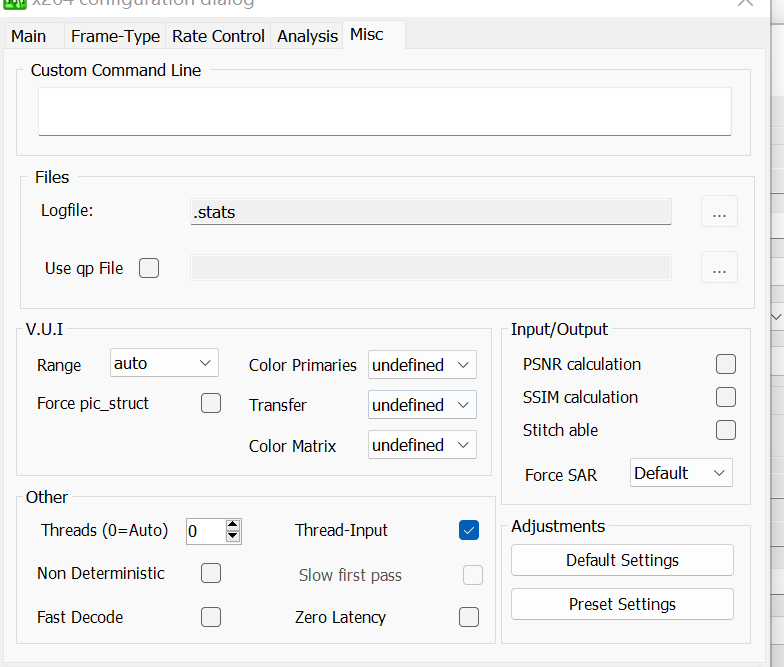 x264 configuration dialog
Main Frame-Type Rate Control Analysis Misc
Custom Command Line
Files
Logfile: .stats ...
Use qp File ...
V.U.I
Range auto Color Primaries undefined
Force pic_struct Transfer undefined
Color Matrix undefined
Input/Output
PSNR calculation
SSIM calculation
Stitch able
Force SAR Default
Other
Threads (0=Auto) 0 Thread-Input
Non Deterministic Slow first pass
Fast Decode Zero Latency
Adjustments
Default Settings
Preset Settings